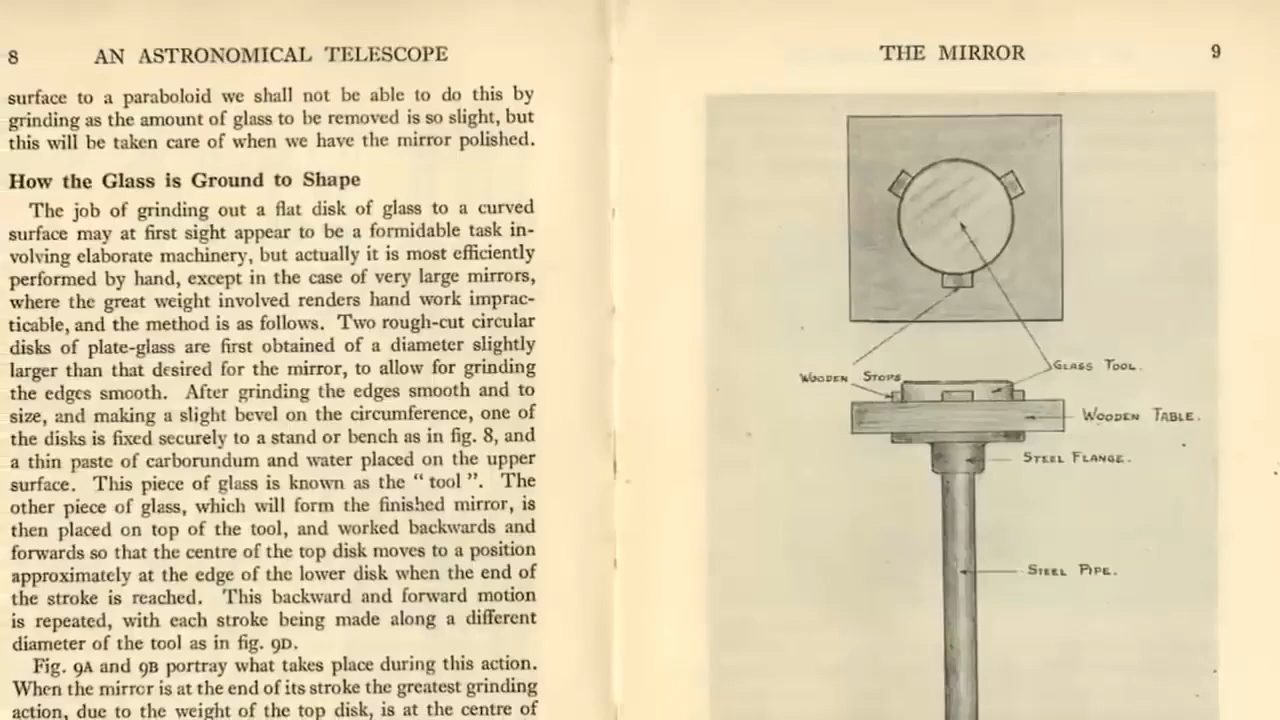 8 AN ASTRONOMICAL TELESCOPE
surface to a paraboloid we shall not be able to do this by
grinding as the amount of glass to be removed is so slight, but
this will be taken care of when we have the mirror polished.
How the Glass is Ground to Shape
The job of grinding out a flat disk of glass to a curved
surface may at first sight appear to be a formidable task in-
volving elaborate machinery, but actually it is most efficiently
performed by hand, except in the case of very large mirrors,
where the great weight involved renders hand work imprac-
ticable, and the method is as follows. Two rough-cut circular
disks of plate-glass are first obtained of a diameter slightly
larger than that desired for the mirror, to allow for grinding
the edges smooth. After grinding the edges smooth and to
size, and making a slight bevel on the circumference, one of
the disks is fixed securely to a stand or bench as in fig. 8, and
a thin paste of carborundum and water placed on the upper
surface. This piece of glass is known as the “ tool ”. The
other piece of glass, which will form the finished mirror, is
then placed on top of the tool, and worked backwards and
forwards so that the centre of the top disk moves to a position
approximately at the edge of the lower disk when the end of
the stroke is reached. This backward and forward motion
is repeated, with each stroke being made along a different
diameter of the tool as in fig. 9D.
Fig. 9A and 9B portray what takes place during this action.
When the mirror is at the end of its stroke the greatest grinding
action, due to the weight of the top disk, is at the centre of
THE MIRROR 9
GLASS TOOL.
WOODEN STOPS
WOODEN TABLE.
STEEL FLANGE.
STEEL PIPE.